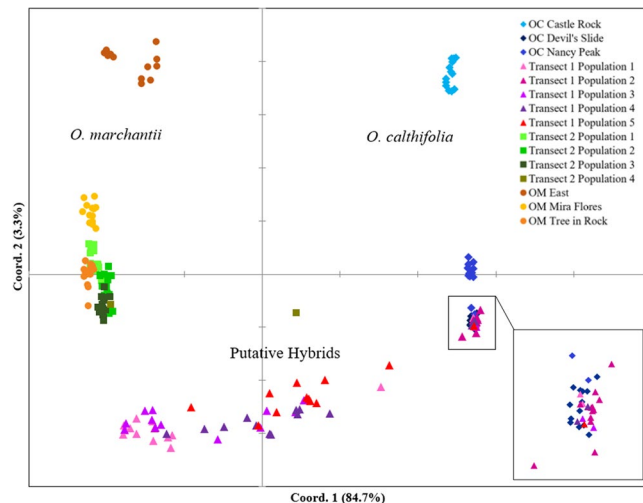 O. marchantii
O. calthifolia
Putative Hybrids
Coord. 2 (3.3%)
Coord. 1 (84.7%)
OC Castle Rock
OC Devil's Slide
OC Nancy Peak
Transect 1 Population 1
Transect 1 Population 2
Transect 1 Population 3
Transect 1 Population 4
Transect 1 Population 5
Transect 2 Population 1
Transect 2 Population 2
Transect 2 Population 3
Transect 2 Population 4
OM East
OM Mira Flores
OM Tree in Rock